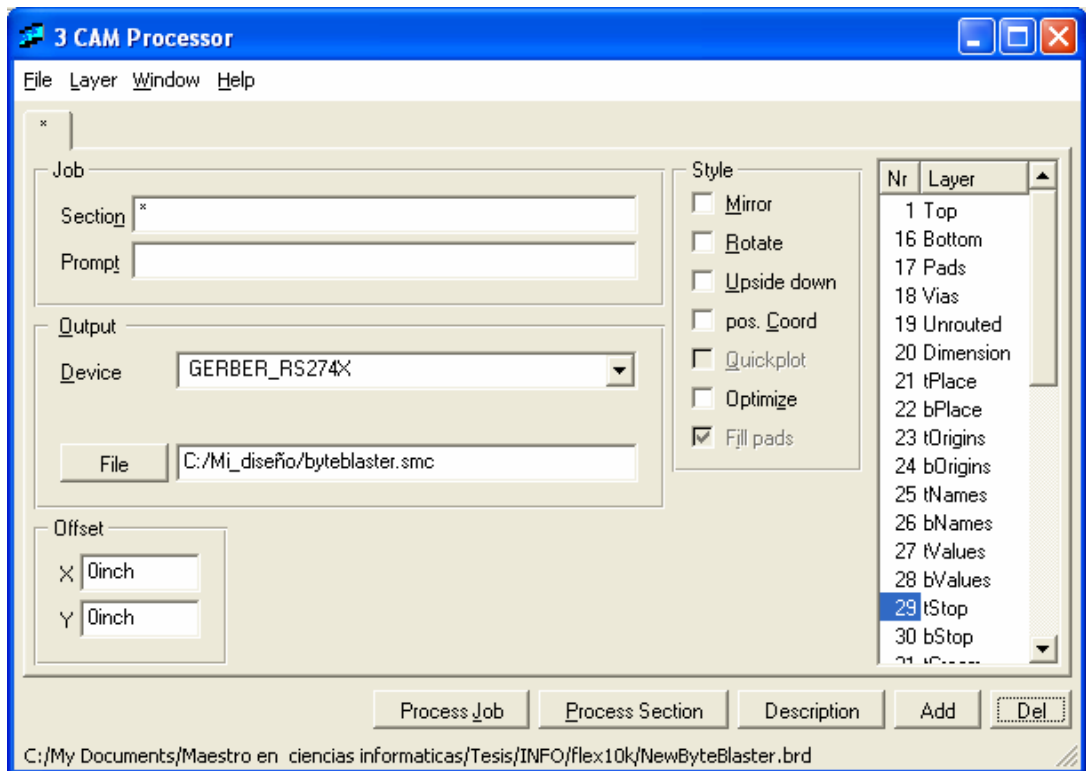 3 CAM Processor
File Layer Window Help
*
Job
Section *
Prompt
Output
Device GERBER_RS274X
File C:/Mi_diseño/byteblaster.smc
Offset
X 0inch
Y 0inch
Style
Mirror
Rotate
Upside down
pos. Coord
Quickplot
Optimize
Fill pads
Nr Layer
1 Top
16 Bottom
17 Pads
18 Vias
19 Unrouted
20 Dimension
21 tPlace
22 bPlace
23 tOrigins
24 bOrigins
25 tNames
26 bNames
27 tValues
28 bValues
29 tStop
30 bStop
Process Job Process Section Description Add Del
C:/My Documents/Maestro en ciencias informaticas/Tesis/INFO/flex10k/NewByteBlaster.brd